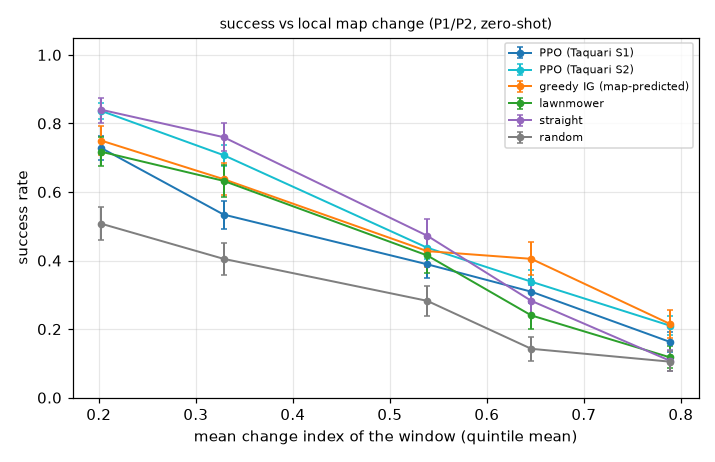 success vs local map change (P1/P2, zero-shot)
PPO (Taquari S1)
PPO (Taquari S2)
greedy IG (map-predicted)
lawnmower
straight
random
success rate
1.0
0.8
0.6
0.4
0.2
0.0
0.2 0.3 0.4 0.5 0.6 0.7 0.8
mean change index of the window (quintile mean)